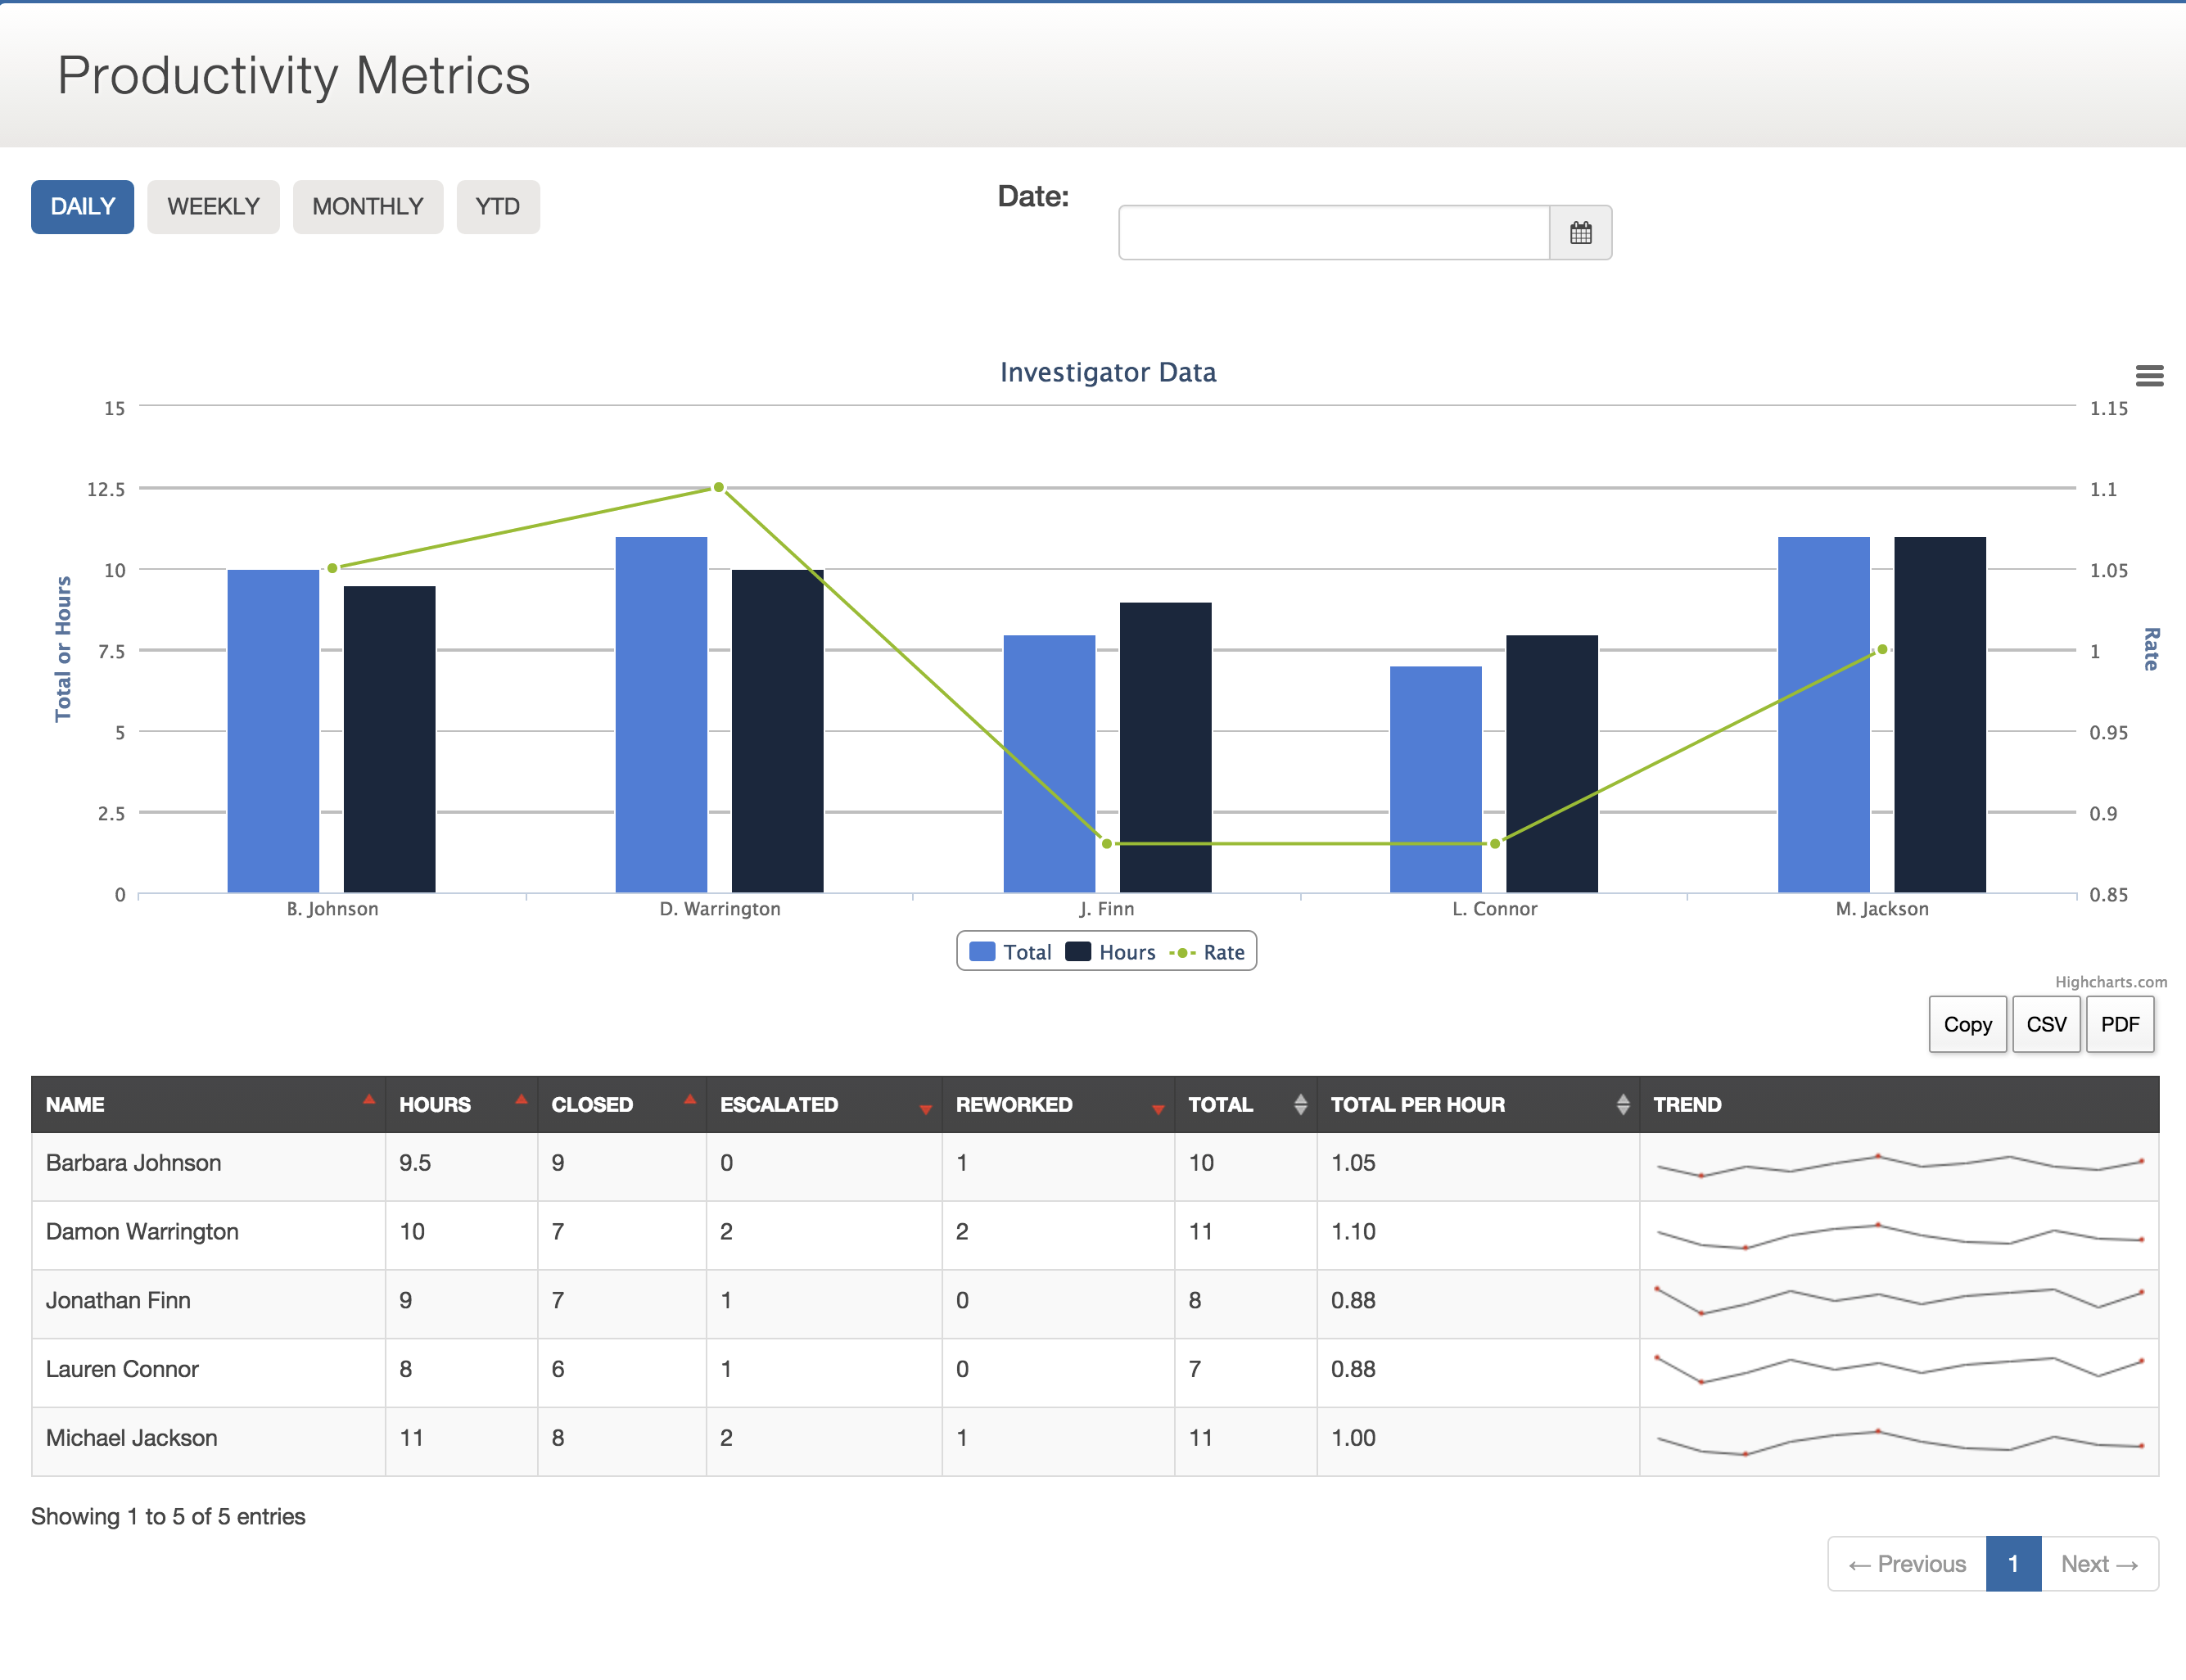 Productivity Metrics
DAILY WEEKLY MONTHLY YTD
Date:
Investigator Data
15 1.15
12.5 1.1
10 1.05
7.5 1
5 0.95
2.5 0.9
0 0.85
Total or Hours
Rate
B. Johnson D. Warrington J. Finn L. Connor M. Jackson
Total Hours Rate
Highcharts.com
Copy CSV PDF
NAME HOURS CLOSED ESCALATED REWORKED TOTAL TOTAL PER HOUR TREND
Barbara Johnson 9.5 9 0 1 10 1.05
Damon Warrington 10 7 2 2 11 1.10
Jonathan Finn 9 7 1 0 8 0.88
Lauren Connor 8 6 1 0 7 0.88
Michael Jackson 11 8 2 1 11 1.00
Showing 1 to 5 of 5 entries
← Previous 1 Next →